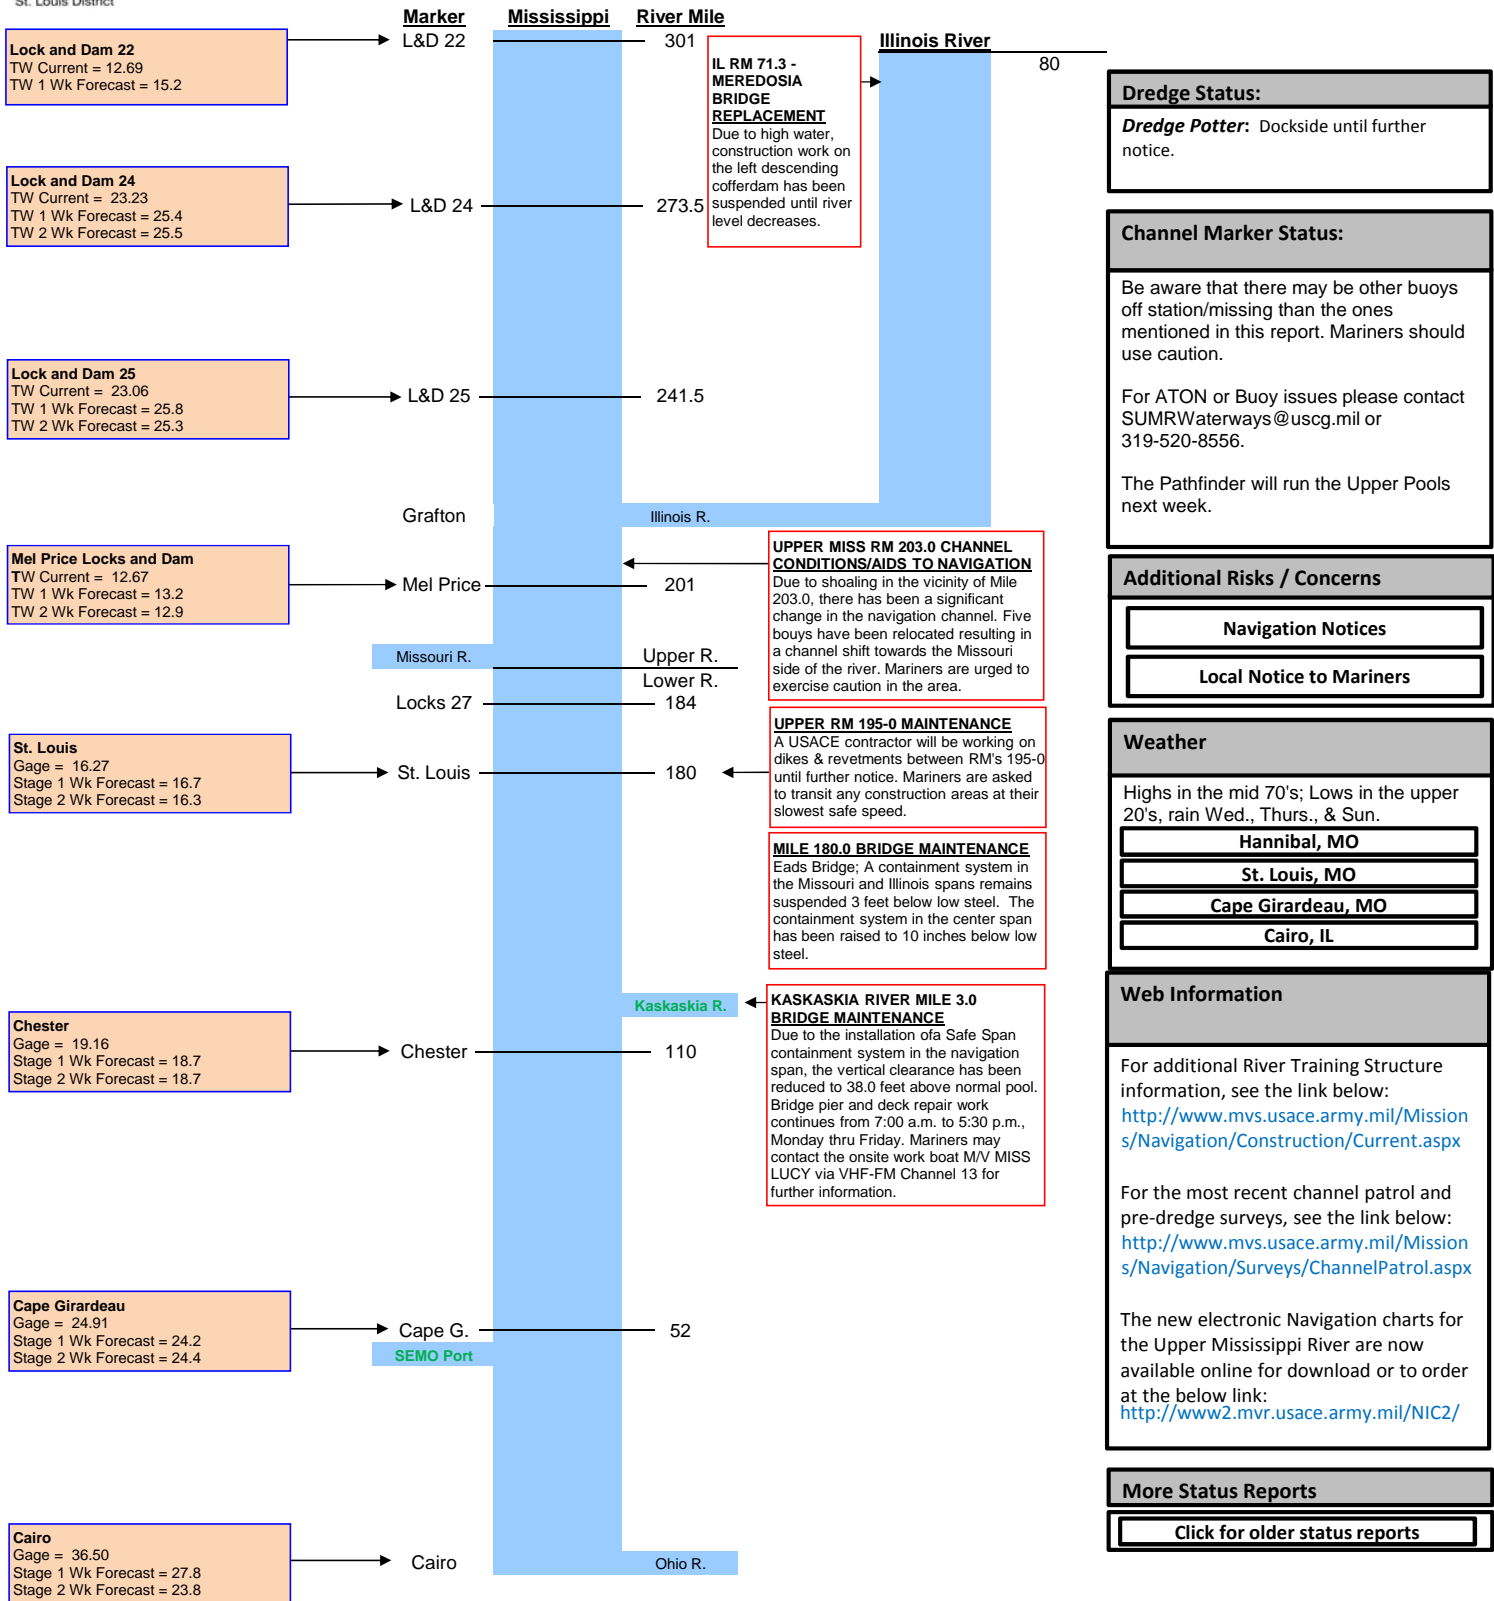 St. Louis District
Marker Mississippi River Mile
Lock and Dam 22
TW Current = 12.69
TW 1 Wk Forecast = 15.2
L&D 22 301
Illinois River
80
IL RM 71.3 -
MEREDOSIA
BRIDGE
REPLACEMENT
Due to high water,
construction work on
the left descending
cofferdam has been
suspended until river
level decreases.
Lock and Dam 24
TW Current = 23.23
TW 1 Wk Forecast = 25.4
TW 2 Wk Forecast = 25.5
L&D 24 273.5
Lock and Dam 25
TW Current = 23.06
TW 1 Wk Forecast = 25.8
TW 2 Wk Forecast = 25.3
L&D 25 241.5
Grafton Illinois R.
Mel Price Locks and Dam
TW Current = 12.67
TW 1 Wk Forecast = 13.2
TW 2 Wk Forecast = 12.9
Mel Price 201
UPPER MISS RM 203.0 CHANNEL
CONDITIONS/AIDS TO NAVIGATION
Due to shoaling in the vicinity of Mile
203.0, there has been a significant
change in the navigation channel. Five
bouys have been relocated resulting in
a channel shift towards the Missouri
side of the river. Mariners are urged to
exercise caution in the area.
Missouri R. Upper R.
Lower R.
Locks 27 184
St. Louis
Gage = 16.27
Stage 1 Wk Forecast = 16.7
Stage 2 Wk Forecast = 16.3
St. Louis 180
UPPER RM 195-0 MAINTENANCE
A USACE contractor will be working on
dikes & revetments between RM's 195-0
until further notice. Mariners are asked
to transit any construction areas at their
slowest safe speed.
MILE 180.0 BRIDGE MAINTENANCE
Eads Bridge; A containment system in
the Missouri and Illinois spans remains
suspended 3 feet below low steel. The
containment system in the center span
has been raised to 10 inches below low
steel.
Kaskaskia R.
KASKASKIA RIVER MILE 3.0
BRIDGE MAINTENANCE
Due to the installation ofa Safe Span
containment system in the navigation
span, the vertical clearance has been
reduced to 38.0 feet above normal pool.
Bridge pier and deck repair work
continues from 7:00 a.m. to 5:30 p.m.,
Monday thru Friday. Mariners may
contact the onsite work boat M/V MISS
LUCY via VHF-FM Channel 13 for
further information.
Chester
Gage = 19.16
Stage 1 Wk Forecast = 18.7
Stage 2 Wk Forecast = 18.7
Chester 110
Cape Girardeau
Gage = 24.91
Stage 1 Wk Forecast = 24.2
Stage 2 Wk Forecast = 24.4
Cape G. 52
SEMO Port
Cairo
Gage = 36.50
Stage 1 Wk Forecast = 27.8
Stage 2 Wk Forecast = 23.8
Cairo Ohio R.
Dredge Status:
Dredge Potter: Dockside until further
notice.
Channel Marker Status:
Be aware that there may be other buoys
off station/missing than the ones
mentioned in this report. Mariners should
use caution.
For ATON or Buoy issues please contact
SUMRWaterways@uscg.mil or
319-520-8556.
The Pathfinder will run the Upper Pools
next week.
Additional Risks / Concerns
Navigation Notices
Local Notice to Mariners
Weather
Highs in the mid 70's; Lows in the upper
20's, rain Wed., Thurs., & Sun.
Hannibal, MO
St. Louis, MO
Cape Girardeau, MO
Cairo, IL
Web Information
For additional River Training Structure
information, see the link below:
http://www.mvs.usace.army.mil/Mission
s/Navigation/Construction/Current.aspx
For the most recent channel patrol and
pre-dredge surveys, see the link below:
http://www.mvs.usace.army.mil/Mission
s/Navigation/Surveys/ChannelPatrol.aspx
The new electronic Navigation charts for
the Upper Mississippi River are now
available online for download or to order
at the below link:
http://www2.mvr.usace.army.mil/NIC2/
More Status Reports
Click for older status reports